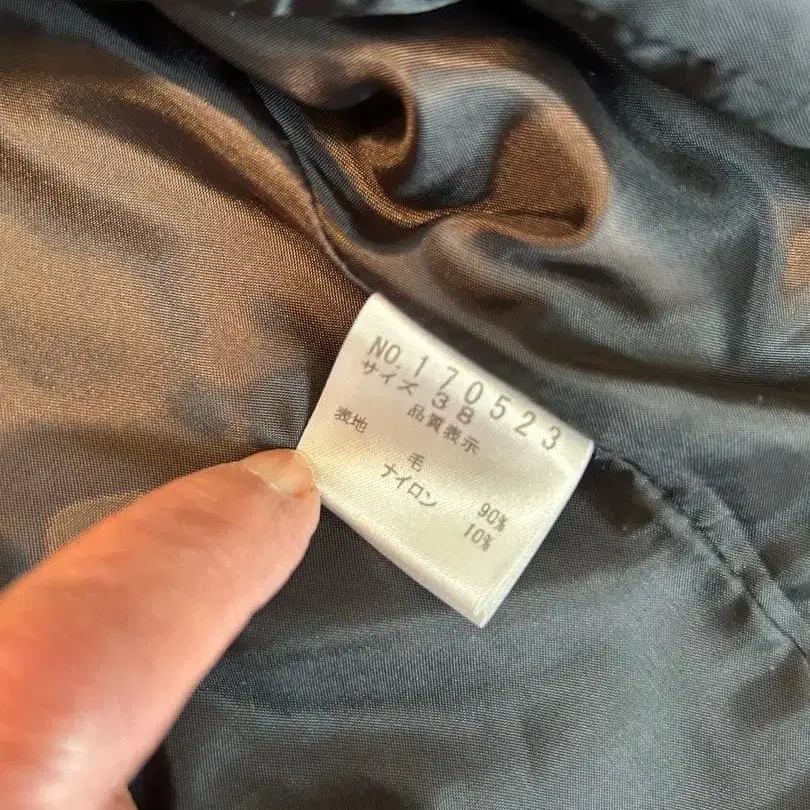 NO.170523
サイズ 38
品質表示
表地
毛 90%
ナイロン 10%